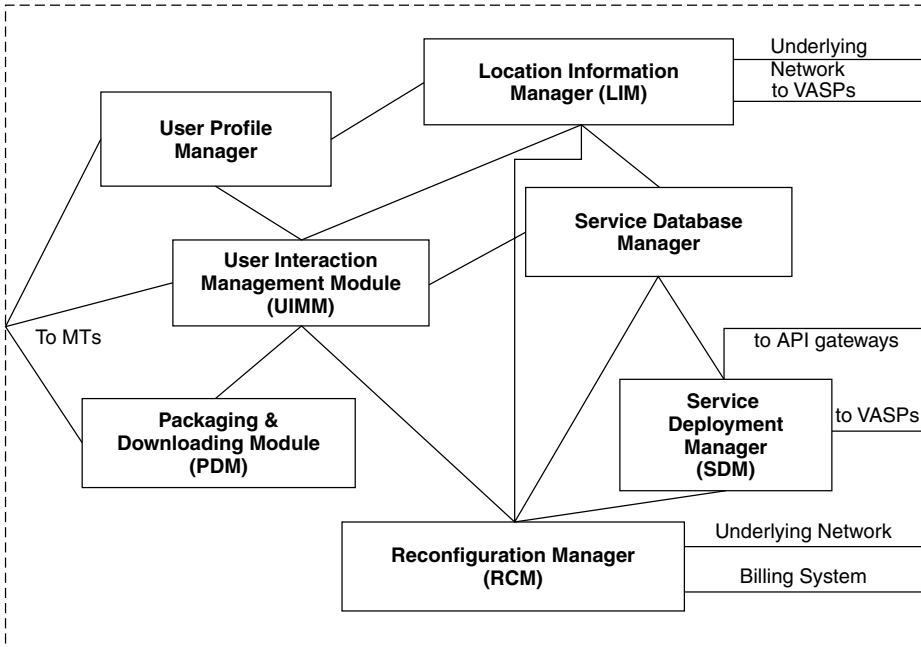 Location Information
Manager (LIM)
Underlying
Network
to VASPs
User Profile
Manager
Service Database
Manager
User Interaction
Management Module
(UIMM)
To MTs
to API gateways
Packaging &
Downloading Module
(PDM)
Service
Deployment
Manager
(SDM)
to VASPs
Reconfiguration Manager
(RCM)
Underlying Network
Billing System